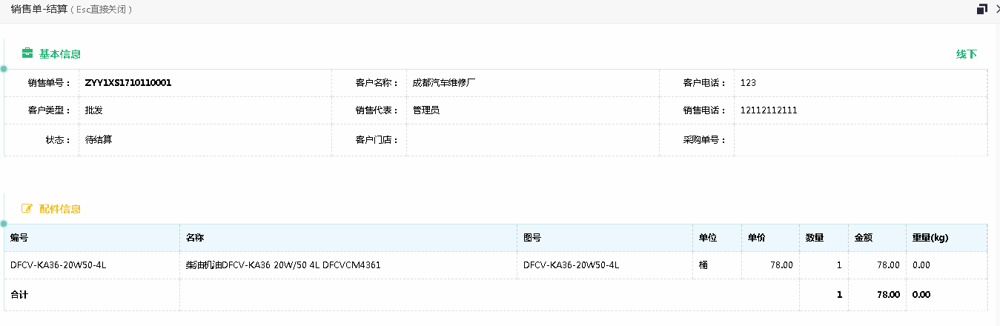 销售单-结算 ( Esc直接关闭 )
基本信息 线下
销售单号： ZYY1XS1710110001 客户名称： 成都汽车维修厂 客户电话： 123
客户类型： 批发 销售代表： 管理员 销售电话： 12112112111
状态： 待结算 客户门店： 采购单号：
配件信息
编号 名称 图号 单位 单价 数量 金额 重量(kg)
DFCV-KA36-20W50-4L 柴油机油DFCV-KA36 20W/50 4L DFCVCM4361 DFCV-KA36-20W50-4L 桶 78.00 1 78.00 0.00
合计 1 78.00 0.00